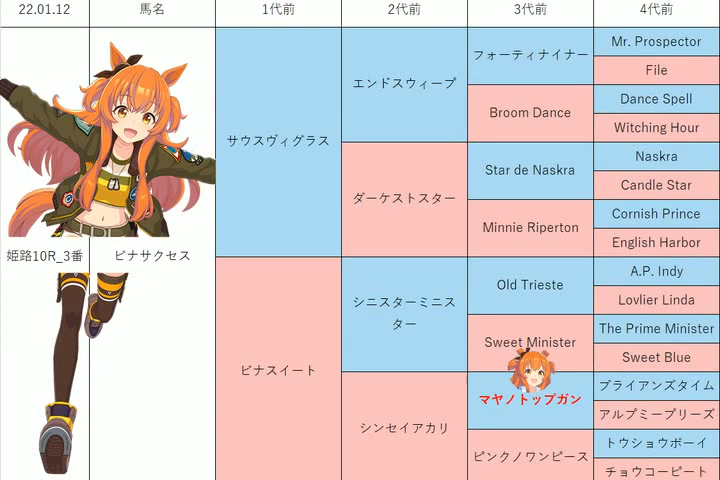 22.01.12 馬名 1代前 2代前 3代前 4代前
姫路10R_3番 ピナサクセス
サウスヴィグラス
ピナスイート
エンドスウィープ
ダーケストスター
シニスターミニス
ター
シンセイアカリ
フォーティナイナー
Broom Dance
Star de Naskra
Minnie Riperton
Old Trieste
Sweet Minister
マヤノトップガン
ピンクノワンピース
Mr. Prospector
File
Dance Spell
Witching Hour
Naskra
Candle Star
Cornish Prince
English Harbor
A.P. Indy
Lovlier Linda
The Prime Minister
Sweet Blue
ブライアンズタイム
アルプミープリーズ
トウショウボーイ
チョウコーピート